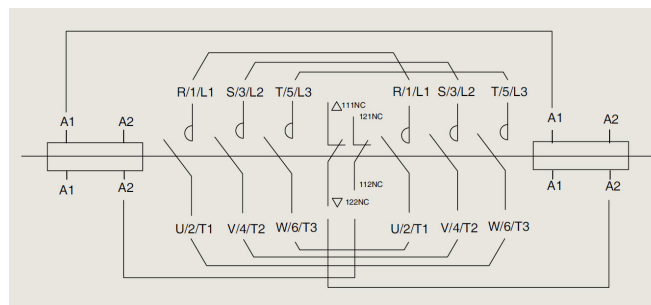 R/1/L1 S/3/L2 T/5/L3 R/1/L1 S/3/L2 T/5/L3
△111NC
121NC
A1 A2 A1 A2
A1 A2 A1 A2
112NC
▽122NC
U/2/T1 V/4/T2 W/6/T3 U/2/T1 V/4/T2 W/6/T3